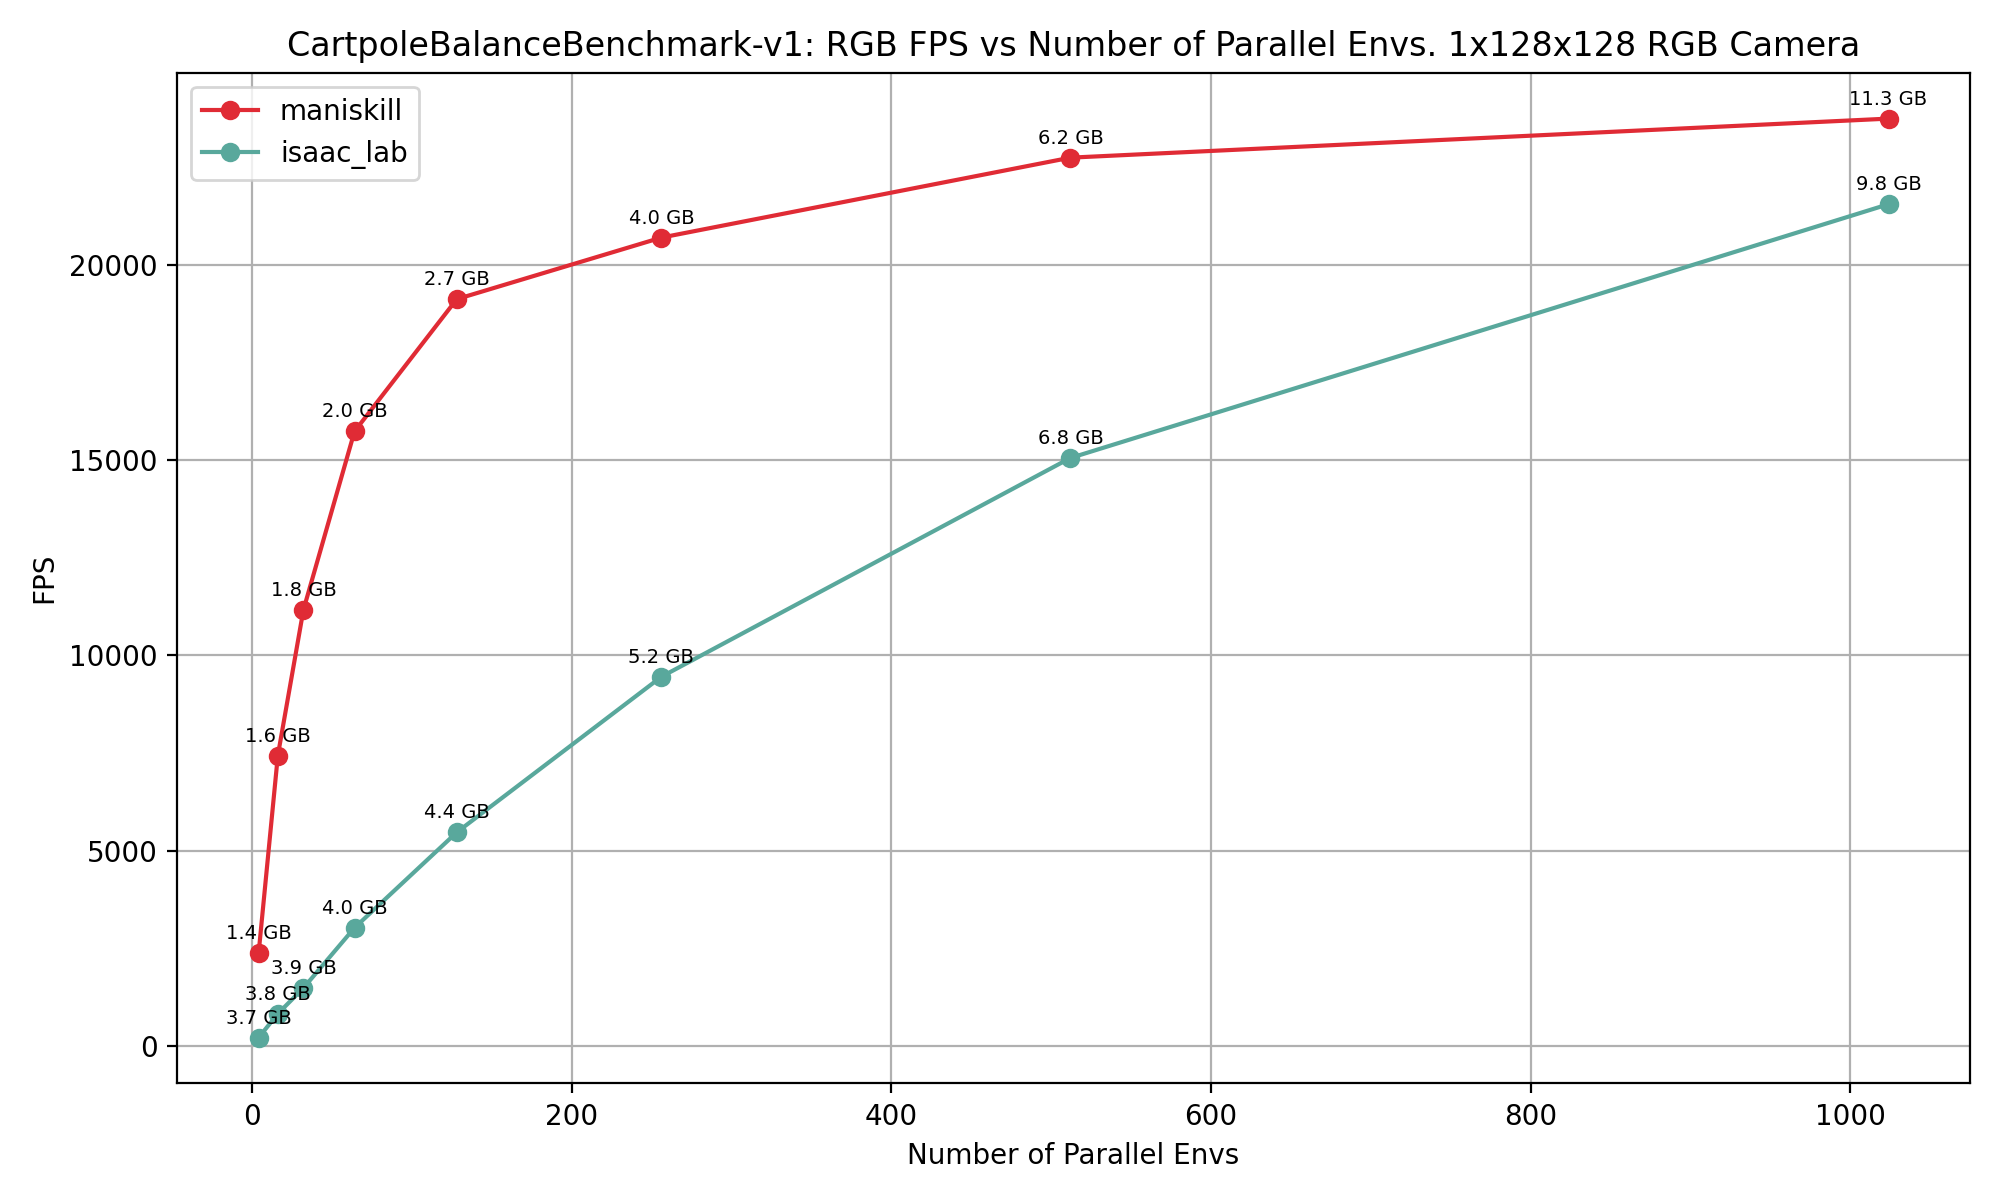 CartpoleBalanceBenchmark-v1: RGB FPS vs Number of Parallel Envs. 1x128x128 RGB Camera
maniskill
isaac_lab
11.3 GB
6.2 GB
9.8 GB
4.0 GB
2.7 GB
2.0 GB
6.8 GB
1.8 GB
5.2 GB
1.6 GB
4.4 GB
4.0 GB
1.4 GB
3.9 GB
3.8 GB
3.7 GB
20000
15000
10000
5000
0
FPS
0 200 400 600 800 1000
Number of Parallel Envs